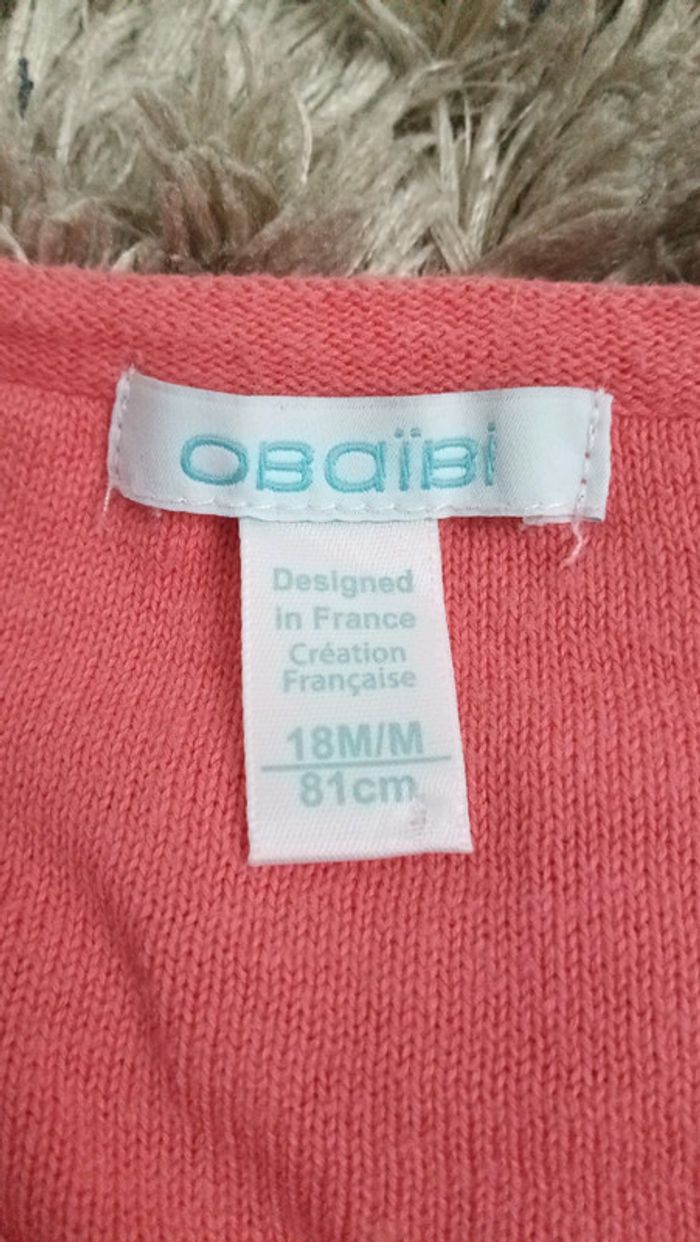 OBaïBi
Designed
in France
Création
Française
18M/M
81cm